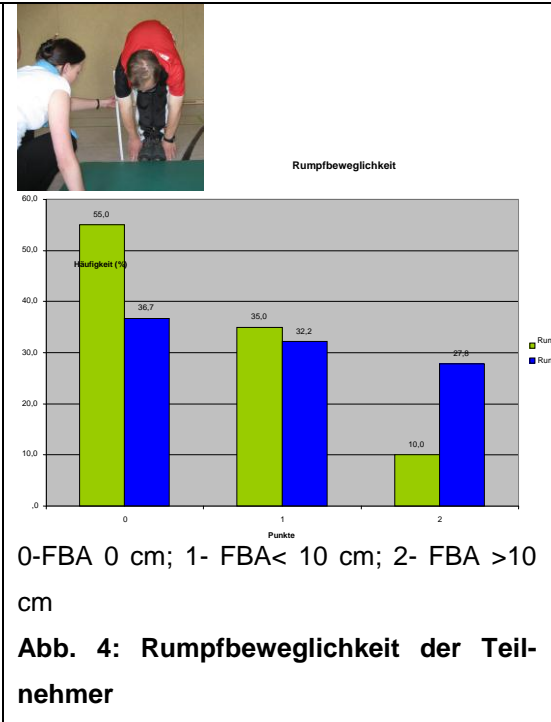 Rumpfbeweglichkeit
60,0
50,0
40,0
30,0
20,0
10,0
,0
Häufigkeit (%)
55,0
36,7
35,0
32,2
10,0
27,8
0
1
2
Punkte
0-FBA 0 cm; 1- FBA< 10 cm; 2- FBA >10
cm
Abb. 4: Rumpfbeweglichkeit der Teil-
nehmer